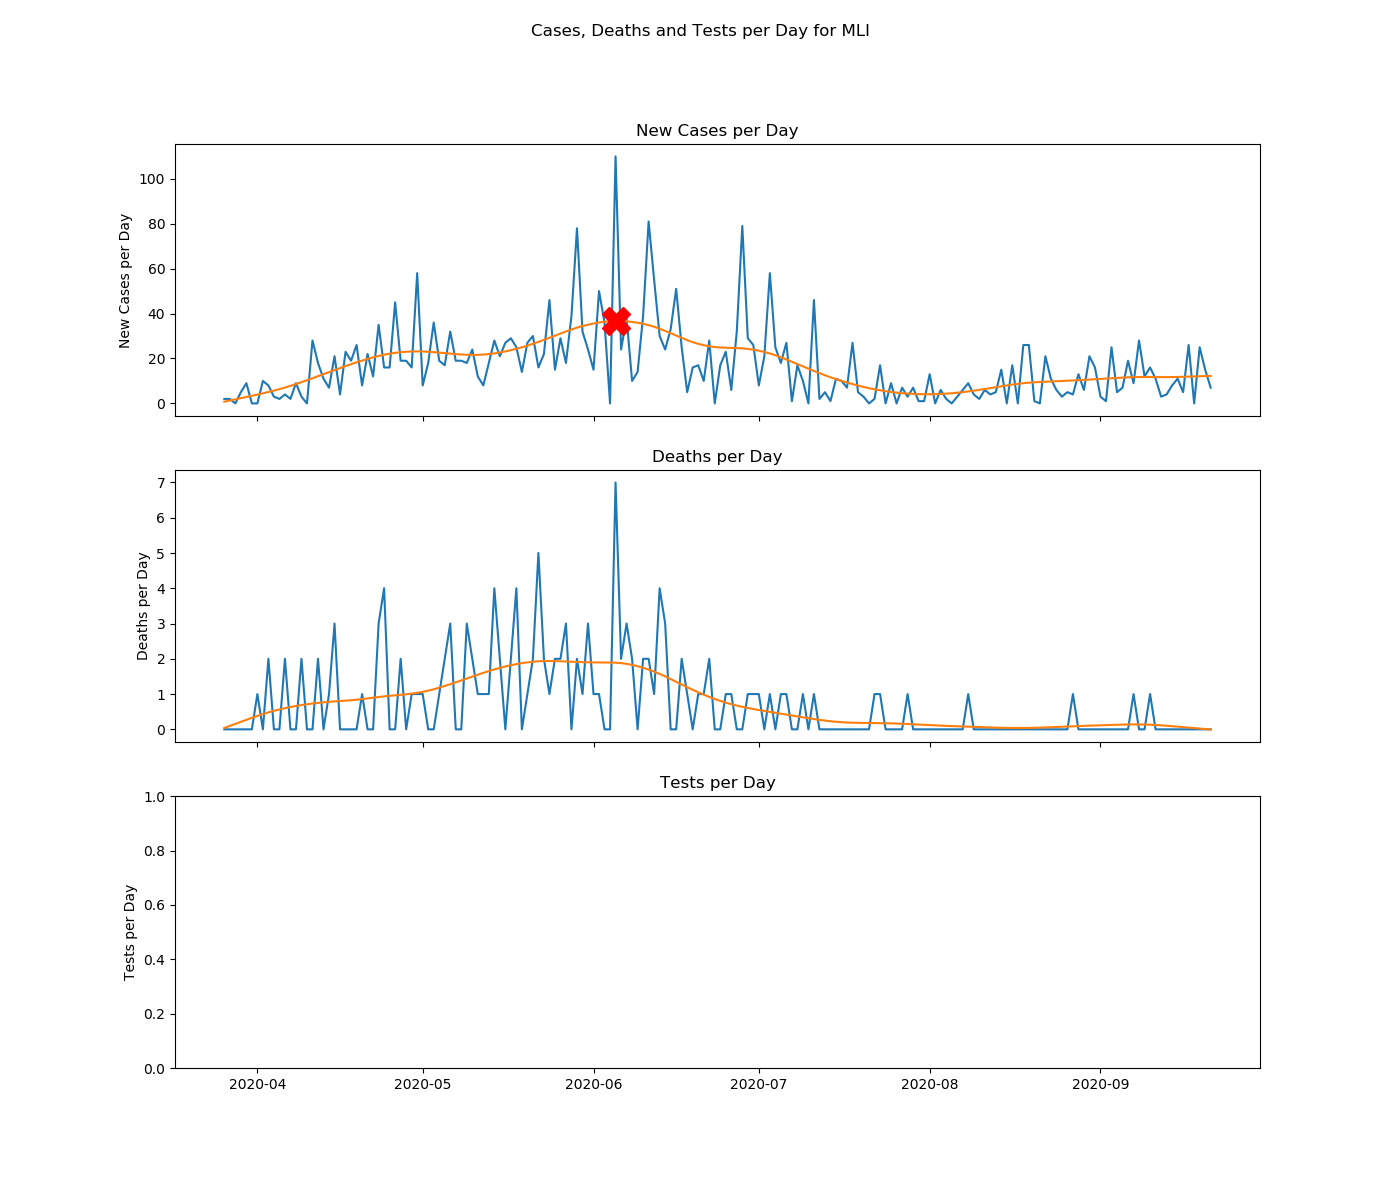 Cases, Deaths and Tests per Day for MLI
New Cases per Day
New Cases per Day
100
80
60
40
20
0
Deaths per Day
Deaths per Day
7
6
5
4
3
2
1
0
Tests per Day
Tests per Day
1.0
0.8
0.6
0.4
0.2
0.0
2020-04 2020-05 2020-06 2020-07 2020-08 2020-09